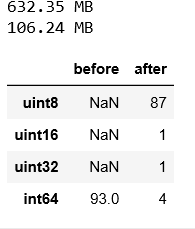 632.35 MB
106.24 MB
before after
uint8 NaN 87
uint16 NaN 1
uint32 NaN 1
int64 93.0 4